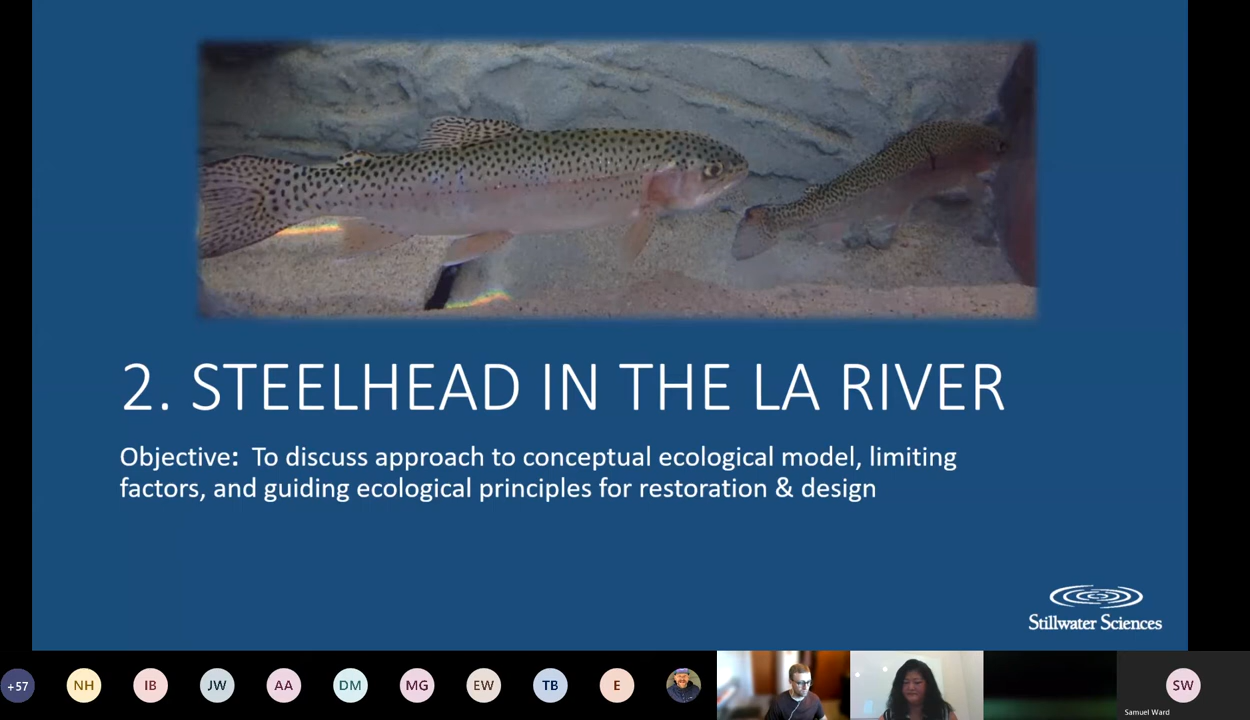 2. STEELHEAD IN THE LA RIVER
Objective:  To discuss approach to conceptual ecological model, limiting
factors, and guiding ecological principles for restoration & design
Stillwater Sciences
+57
NH
IB
JW
AA
DM
MG
EW
TB
E
SW
Samuel Ward